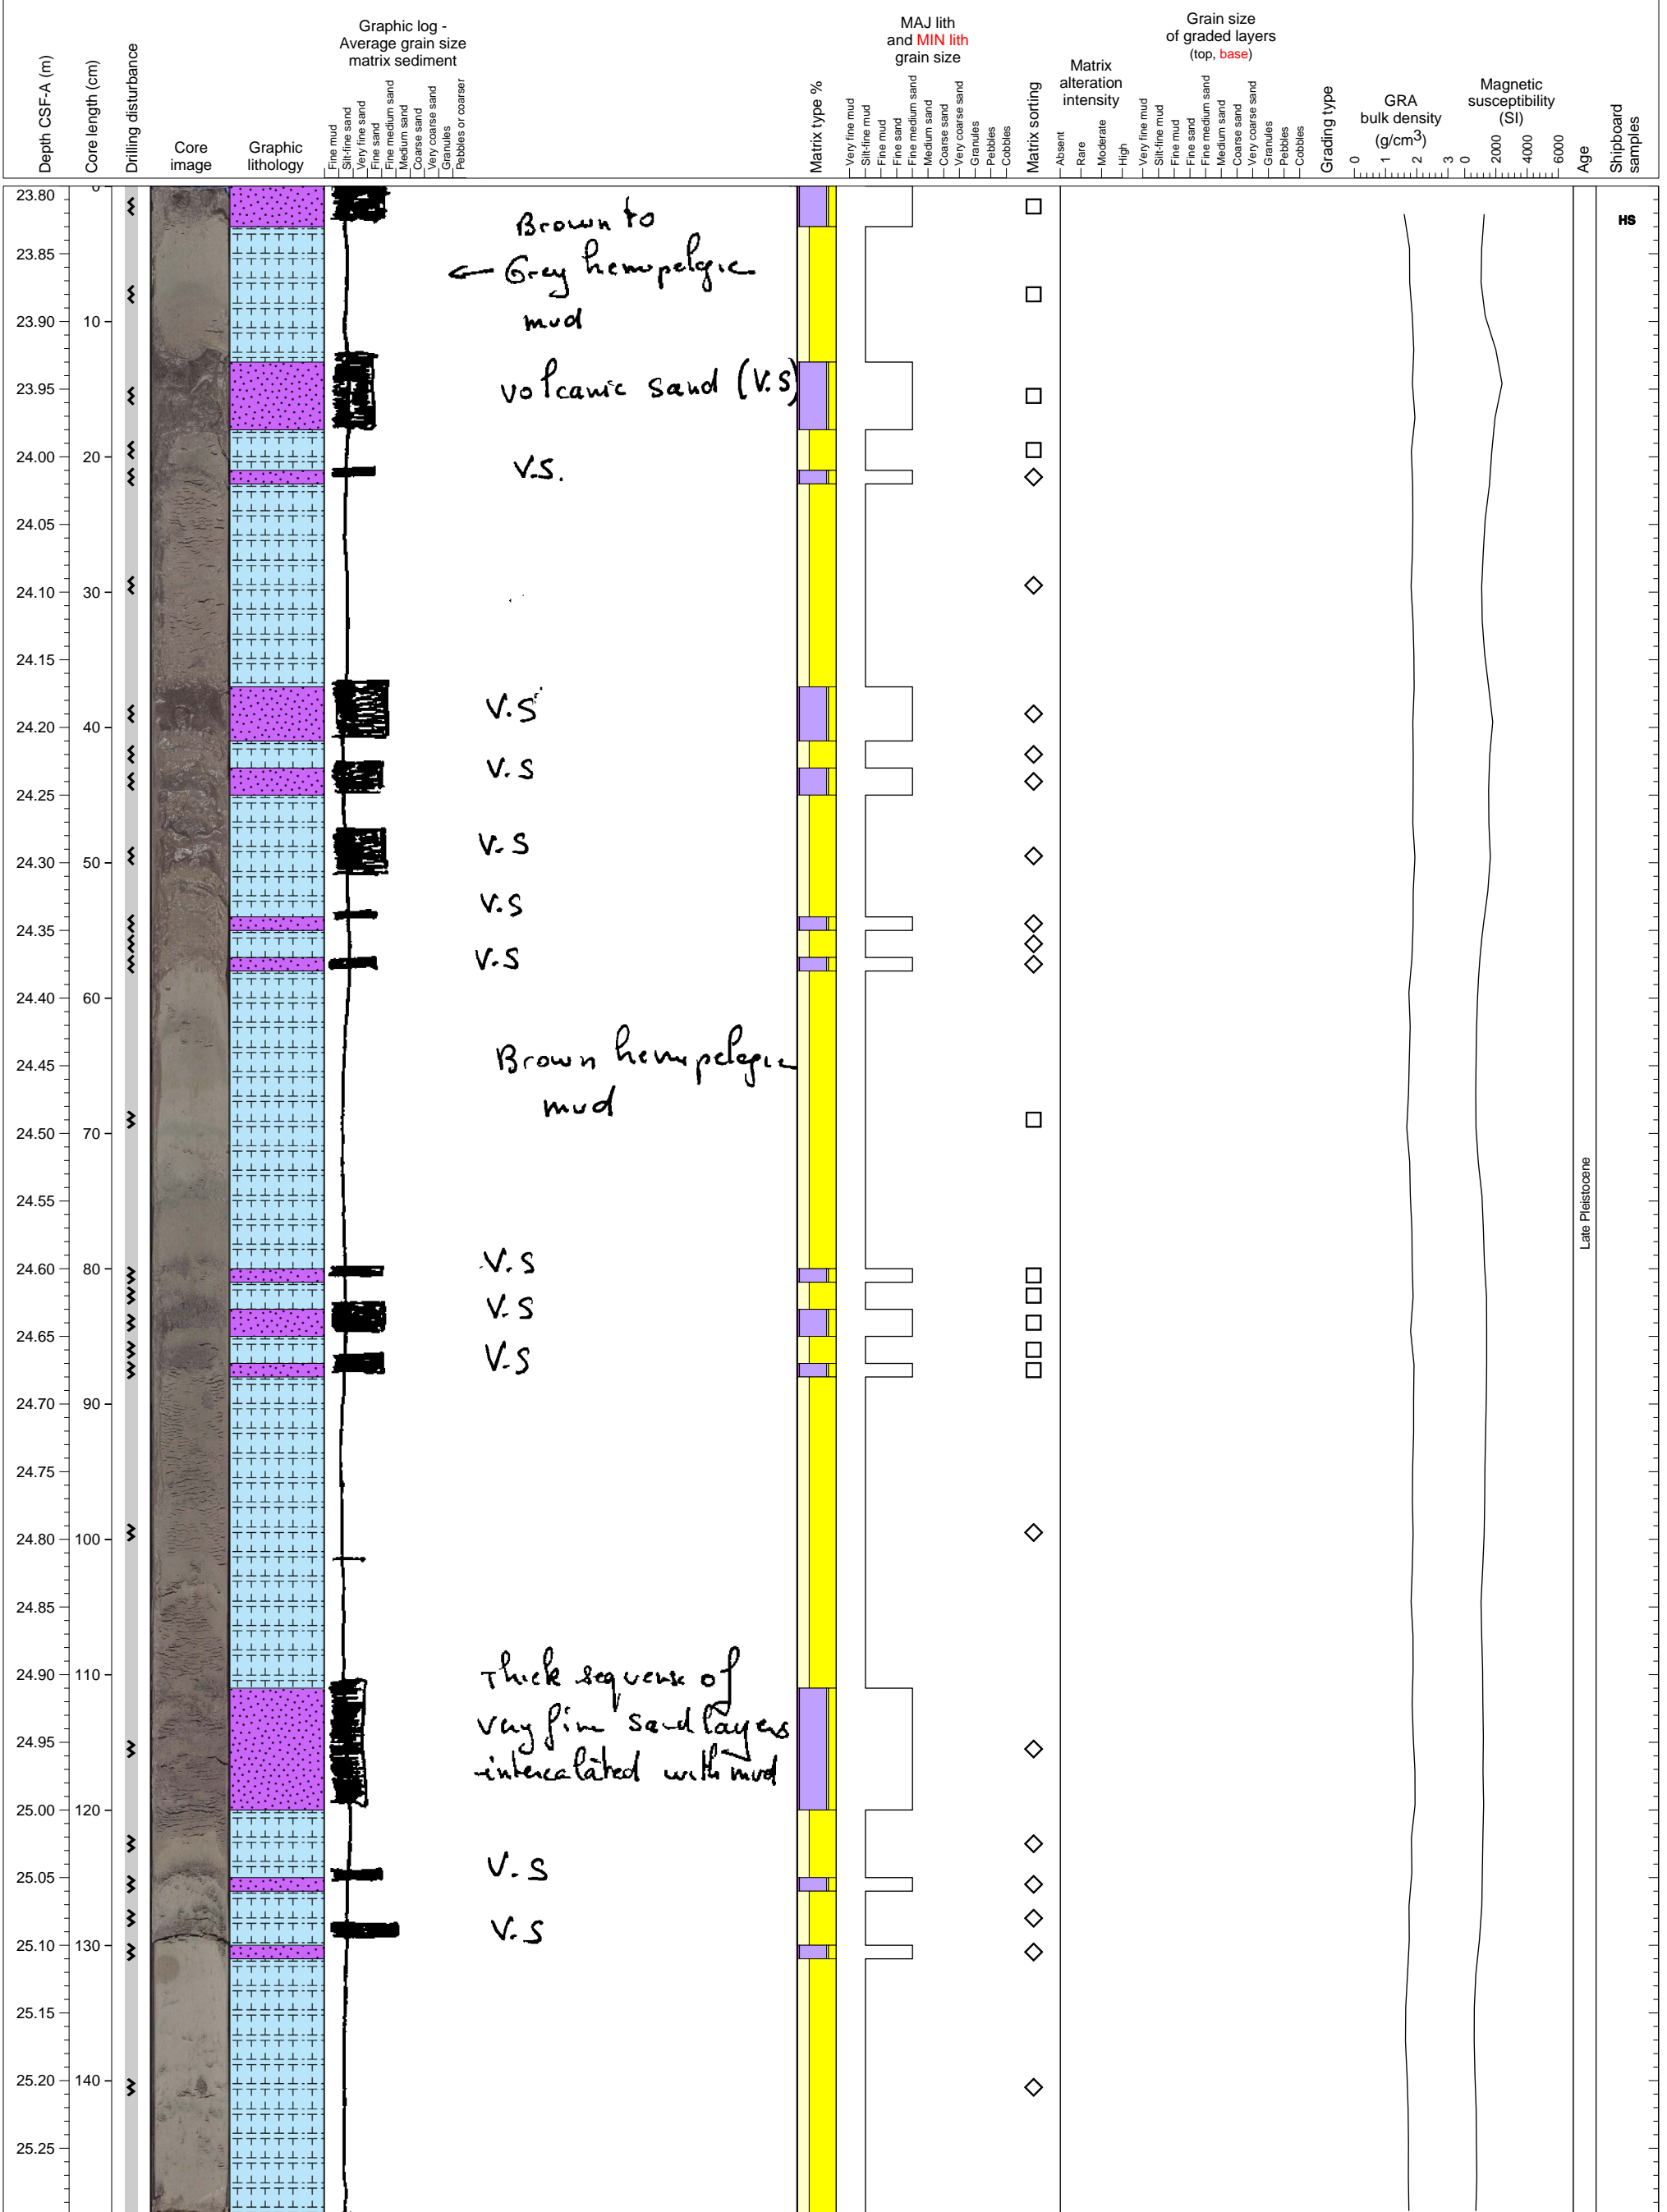 Graphic log -
Average grain size
matrix sediment
MAJ lith
and MIN lith
grain size
Grain size
of graded layers
(top, base)
Depth CSF-A (m)
Core length (cm)
Drilling disturbance
Core
image
Graphic
lithology
Fine mud
Silt-fine sand
Very fine sand
Fine sand
Fine medium sand
Medium sand
Coarse sand
Very coarse sand
Granules
Pebbles or coarser
Matrix type %
Very fine mud
Silt-fine mud
Fine mud
Fine sand
Fine medium sand
Medium sand
Coarse sand
Very coarse sand
Granules
Pebbles
Cobbles
Matrix sorting
Matrix
alteration
intensity
Absent
Rare
Moderate
High
Very fine mud
Silt-fine mud
Fine mud
Fine sand
Fine medium sand
Medium sand
Coarse sand
Very coarse sand
Granules
Pebbles
Cobbles
Grading type
GRA
bulk density
(g/cm3)
0 1 2 3
Magnetic
susceptibility
(SI)
0 2000 4000 6000
Age
Shipboard
samples
23.80 0
HS
Brown to
23.85
← Grey hemipelagic
23.90 10
mud
23.95
volcanic sand (V.S)
24.00 20
V.S.
24.05
24.10 30
24.15
V.S
24.20 40
V.S
24.25
V.S
24.30 50
V.S
24.35
V.S
24.40 60
24.45
Brown hemipelagic
mud
24.50 70
24.55
Late Pleistocene
V.S
24.60 80
V.S
24.65
V.S
24.70 90
24.75
24.80 100
24.85
24.90 110
Thick sequense of
24.95
very fine sand layers
intercalated with mud
25.00 120
V.S
25.05
V.S
25.10 130
25.15
25.20 140
25.25